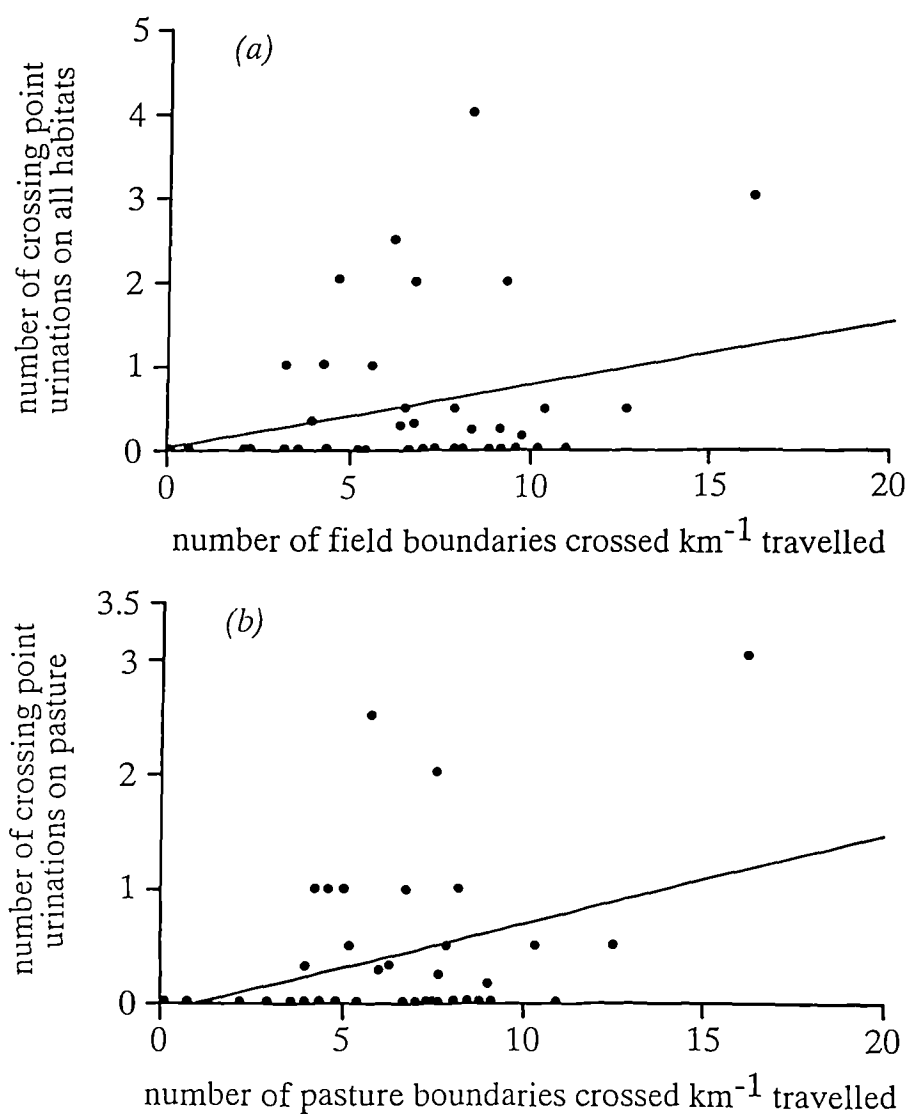 (a)
number of crossing point
urinations on all habitats
5
4
3
2
1
0
0 5 10 15 20
number of field boundaries crossed km⁻¹ travelled
(b)
number of crossing point
urinations on pasture
3.5
3
2
1
0
0 5 10 15 20
number of pasture boundaries crossed km⁻¹ travelled